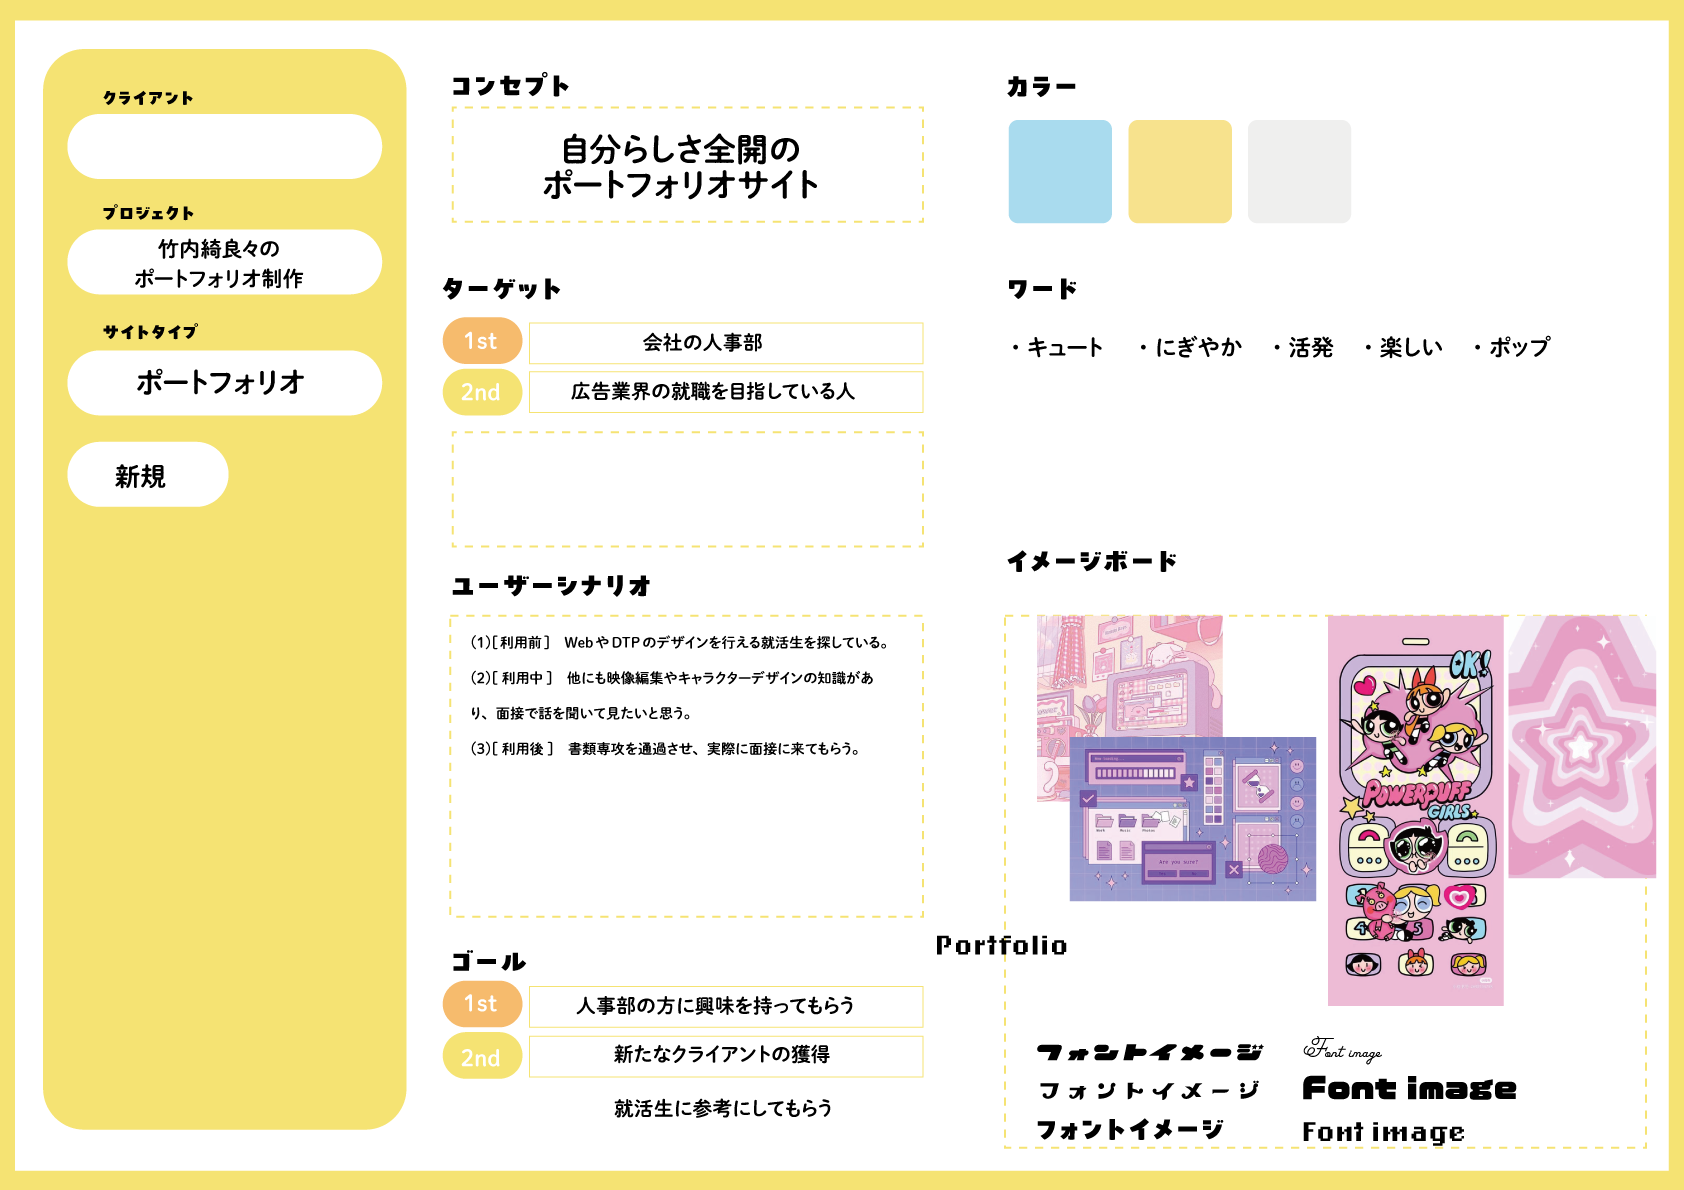 クライアント
プロジェクト
竹内綺良々の
ポートフォリオ制作
サイトタイプ
ポートフォリオ
新規
コンセプト
自分らしさ全開の
ポートフォリオサイト
ターゲット
1st 会社の人事部
2nd 広告業界の就職を目指している人
ユーザーシナリオ
(1)[利用前] WebやDTPのデザインを行える就活生を探している。
(2)[利用中] 他にも映像編集やキャラクターデザインの知識があ
り、面接で話を聞いて見たいと思う。
(3)[利用後] 書類専攻を通過させ、実際に面接に来てもらう。
ゴール
1st 人事部の方に興味を持ってもらう
2nd 新たなクライアントの獲得
就活生に参考にしてもらう
カラー
ワード
・キュート ・にぎやか ・活発 ・楽しい ・ポップ
イメージボード
Are you sure?
Work Music Photos
OK!
POWERPUFF
GIRLS
4 5
Portfolio
フォントイメージ
フォントイメージ
フォントイメージ
Font image
Font image
Font image